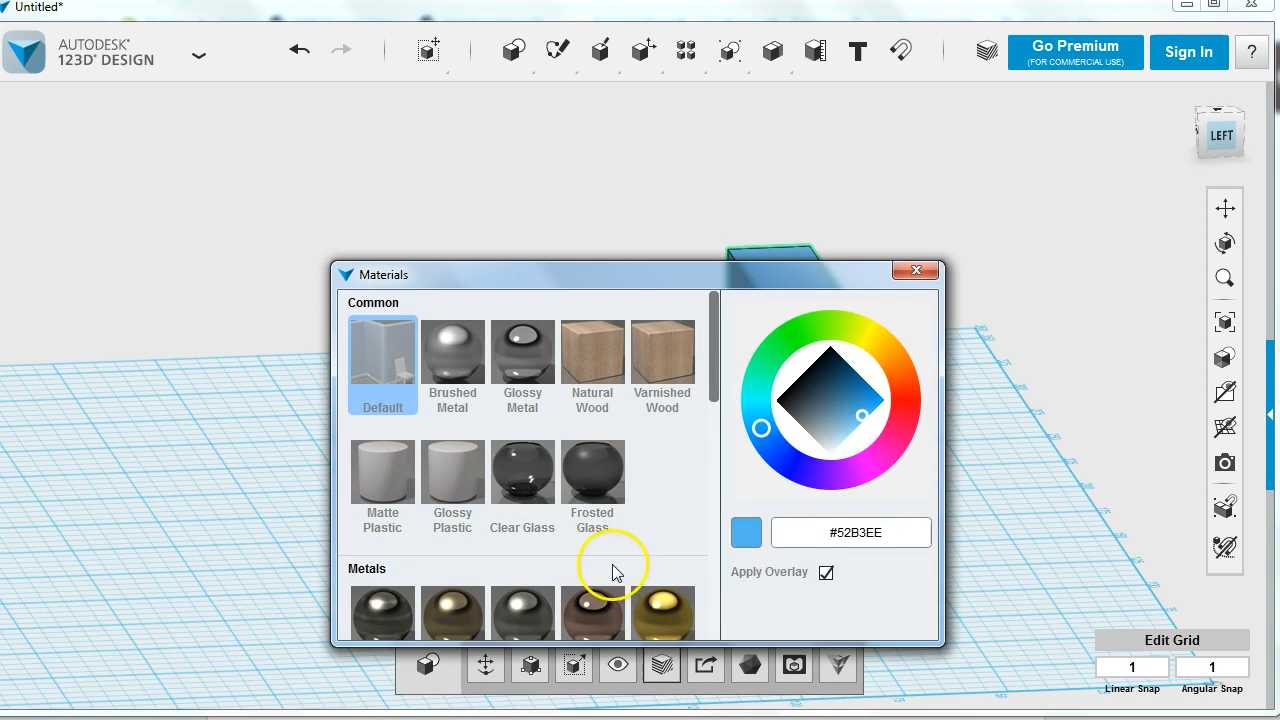 Untitled*
AUTODESK®
123D® DESIGN
Go Premium
(FOR COMMERCIAL USE)
Sign In
?
LEFT
Materials
Common
Default
Brushed
Metal
Glossy
Metal
Natural
Wood
Varnished
Wood
Matte
Plastic
Glossy
Plastic
Clear Glass
Frosted
Glass
#52B3EE
Apply Overlay
Metals
Edit Grid
1
1
Linear Snap
Angular Snap